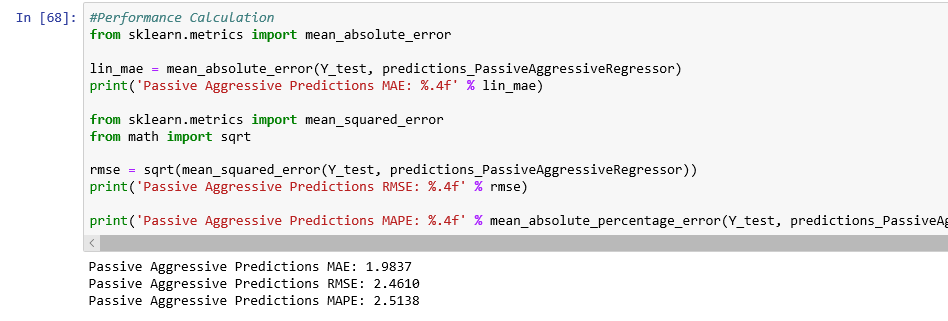 In [68]: #Performance Calculation
from sklearn.metrics import mean_absolute_error
lin_mae = mean_absolute_error(Y_test, predictions_PassiveAggressiveRegressor)
print('Passive Aggressive Predictions MAE: %.4f' % lin_mae)
from sklearn.metrics import mean_squared_error
from math import sqrt
rmse = sqrt(mean_squared_error(Y_test, predictions_PassiveAggressiveRegressor))
print('Passive Aggressive Predictions RMSE: %.4f' % rmse)
print('Passive Aggressive Predictions MAPE: %.4f' % mean_absolute_percentage_error(Y_test, predictions_PassiveAg
Passive Aggressive Predictions MAE: 1.9837
Passive Aggressive Predictions RMSE: 2.4610
Passive Aggressive Predictions MAPE: 2.5138